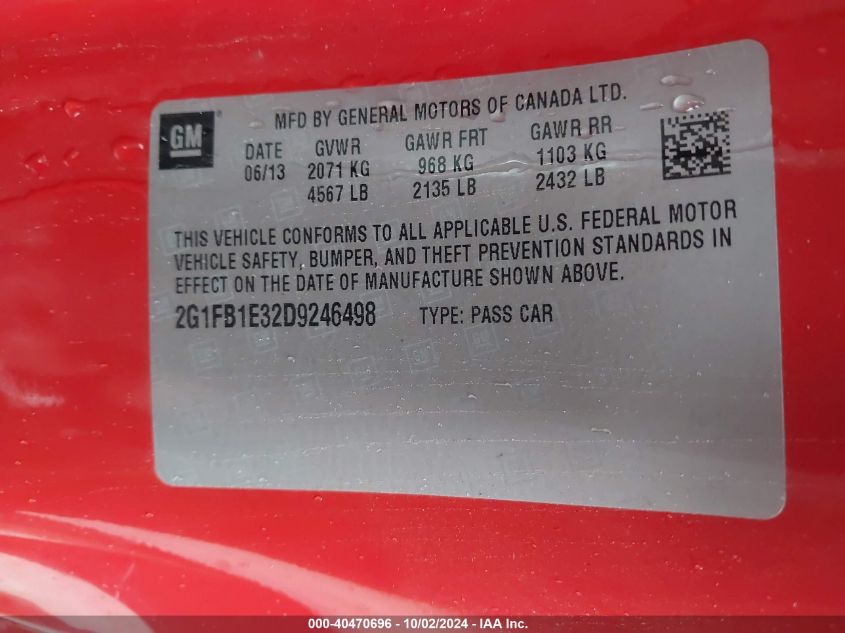 GM ®
MFD BY GENERAL MOTORS OF CANADA LTD.
DATE GVWR GAWR FRT GAWR RR
06/13 2071 KG 968 KG 1103 KG
4567 LB 2135 LB 2432 LB
THIS VEHICLE CONFORMS TO ALL APPLICABLE U.S. FEDERAL MOTOR
VEHICLE SAFETY, BUMPER, AND THEFT PREVENTION STANDARDS IN
EFFECT ON THE DATE OF MANUFACTURE SHOWN ABOVE.
2G1FB1E32D9246498 TYPE: PASS CAR
000-40470696 - 10/02/2024 - IAA Inc.